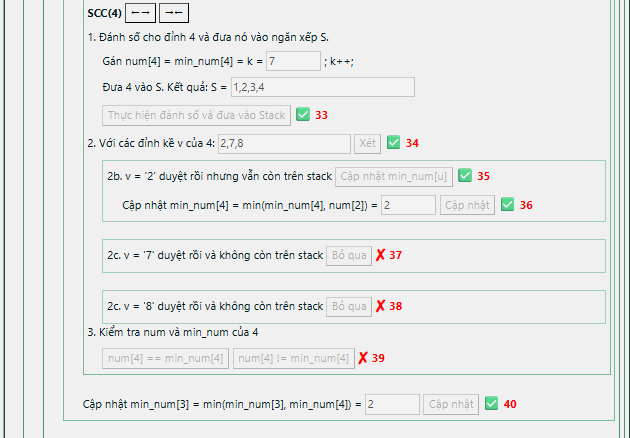 SCC(4) ←→ →←
1. Đánh số cho đỉnh 4 và đưa nó vào ngăn xếp S.
Gán num[4] = min_num[4] = k = 7 ; k++;
Đưa 4 vào S. Kết quả: S = 1,2,3,4
Thực hiện đánh số và đưa vào Stack ✅ 33
2. Với các đỉnh kề v của 4: 2,7,8 Xét ✅ 34
2b. v = '2' duyệt rồi nhưng vẫn còn trên stack Cập nhật min_num[u] ✅ 35
Cập nhật min_num[4] = min(min_num[4], num[2]) = 2 Cập nhật ✅ 36
2c. v = '7' duyệt rồi và không còn trên stack Bỏ qua ✘ 37
2c. v = '8' duyệt rồi và không còn trên stack Bỏ qua ✘ 38
3. Kiểm tra num và min_num của 4
num[4] == min_num[4] num[4] != min_num[4] ✘ 39
Cập nhật min_num[3] = min(min_num[3], min_num[4]) = 2 Cập nhật ✅ 40